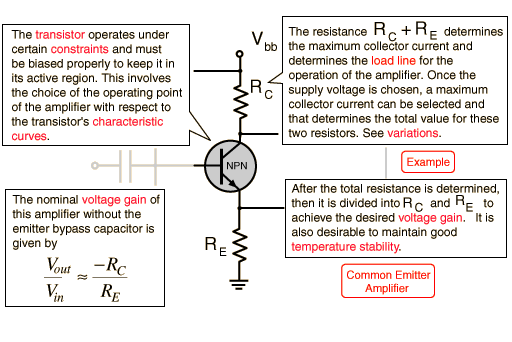 The transistor operates under
certain constraints and must
be biased properly to keep it in
its active region. This involves
the choice of the operating point
of the amplifier with respect to
the transistor's characteristic
curves.
V bb
R C
The resistance R C + R E determines
the maximum collector current and
determines the load line for the
operation of the amplifier. Once the
supply voltage is chosen, a maximum
collector current can be selected and
that determines the total value for these
two resistors. See variations.
Example
NPN
The nominal voltage gain of
this amplifier without the
emitter bypass capacitor is
given by
V out / V in ≈ −R C / R E
R E
After the total resistance is determined,
then it is divided into R C and R E to
achieve the desired voltage gain. It is
also desirable to maintain good
temperature stability.
Common Emitter
Amplifier